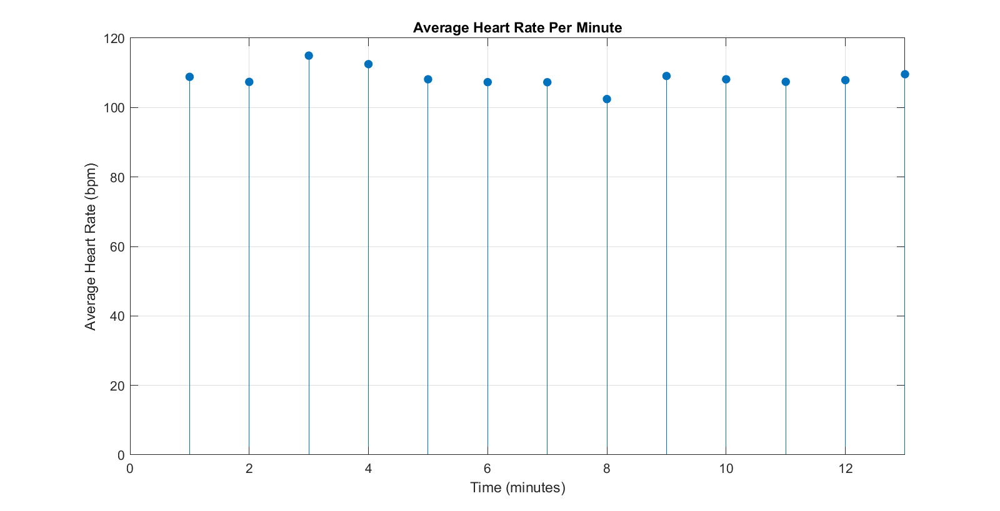 Average Heart Rate Per Minute
120
100
80
60
40
20
0
Average Heart Rate (bpm)
0 2 4 6 8 10 12
Time (minutes)